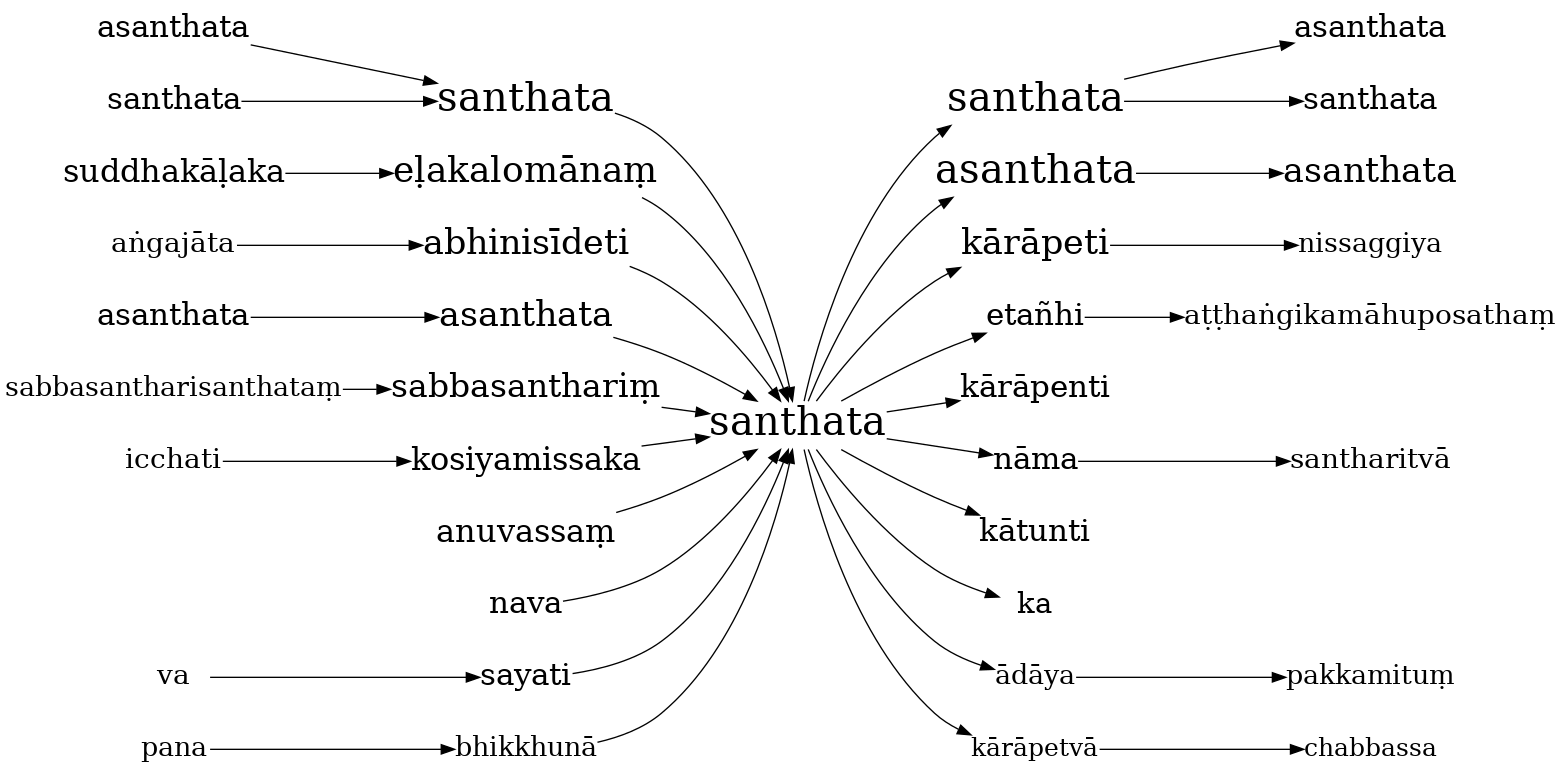 asanthata asanthata
santhata santhata santhata santhata
suddhakāḷaka eḷakalomānaṃ asanthata asanthata
aṅgajāta abhinisīdeti kārāpeti nissaggiya
asanthata asanthata etañhi aṭṭhaṅgikamāhuposathaṃ
sabbasantharisanthataṃ sabbasanthariṃ kārāpenti
santhata
icchati kosiyamissaka nāma santharitvā
anuvassaṃ kātunti
nava ka
va sayati ādāya pakkamituṃ
pana bhikkhunā kārāpetvā chabbassa